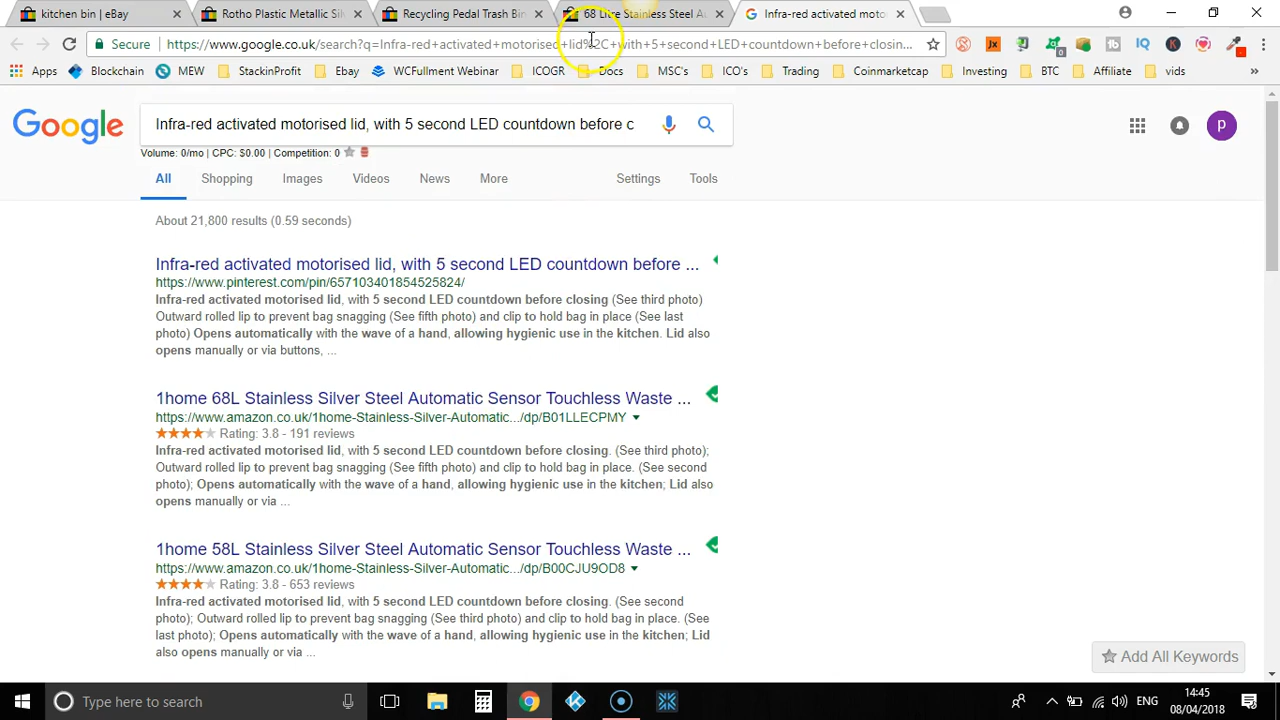 kitchen bin | eBay
Rotho Plastic Metallic Sil
Recycling Pedal Trash Bin
68 Litre Stainless Steel Au
Infra-red activated moto
Secure
https://www.google.co.uk/search?q=Infra-red+activated+motorised+lid%2C+with+5+second+LED+countdown+before+closin...
Apps
Blockchain
MEW
StackinProfit
Ebay
WCFullment Webinar
ICOGR
Docs
MSC's
ICO's
Trading
Coinmarketcap
Investing
BTC
Affiliate
vids
»
Google
Infra-red activated motorised lid, with 5 second LED countdown before c
p
Volume: 0/mo | CPC: $0.00 | Competition: 0
All
Shopping
Images
Videos
News
More
Settings
Tools
About 21,800 results (0.59 seconds)
Infra-red activated motorised lid, with 5 second LED countdown before ...
https://www.pinterest.com/pin/657103401854525824/
Infra-red activated motorised lid, with 5 second LED countdown before closing (See third photo)
Outward rolled lip to prevent bag snagging (See fifth photo) and clip to hold bag in place (See last
photo) Opens automatically with the wave of a hand, allowing hygienic use in the kitchen. Lid also
opens manually or via buttons, ...
1home 68L Stainless Silver Steel Automatic Sensor Touchless Waste ...
https://www.amazon.co.uk/1home-Stainless-Silver-Automatic.../dp/B01LLECPMY
Rating: 3.8 - 191 reviews
Infra-red activated motorised lid, with 5 second LED countdown before closing. (See third photo);
Outward rolled lip to prevent bag snagging (See fifth photo) and clip to hold bag in place. (See second
photo); Opens automatically with the wave of a hand, allowing hygienic use in the kitchen; Lid also
opens manually or via ...
1home 58L Stainless Silver Steel Automatic Sensor Touchless Waste ...
https://www.amazon.co.uk/1home-Stainless-Silver-Automatic.../dp/B00CJU9OD8
Rating: 3.8 - 653 reviews
Infra-red activated motorised lid, with 5 second LED countdown before closing. (See second
photo); Outward rolled lip to prevent bag snagging (See third photo) and clip to hold bag in place. (See
last photo); Opens automatically with the wave of a hand, allowing hygienic use in the kitchen; Lid
also opens manually or via ...
Add All Keywords
Type here to search
ENG
14:45
08/04/2018